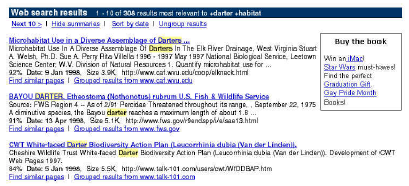 Web search results 1 - 10 of 308 results most relevant to +darter +habitat
Next 10 > | Hide summaries | Sort by date | Ungroup results
Microhabitat Use in a Diverse Assemblage of Darters ...
Microhabitat Use In A Diverse Assemblage Of Darters In The Elk River Drainage, West Virginia Stuart
A. Welsh, Ph.D. Sue A. Perry Rita Villella 1996 - 1997 May 1997 National Biological Service, Leetown
Science Center; W.V. Division of Natural Resources 1. Quantify microhabitat use for ...
92% Date: 9 Jan 1998, Size 3.9K, http://www.caf.wvu.edu/coop/elknack.html
Find similar pages | Grouped results from www.caf.wvu.edu
BAYOU DARTER, Etheostoma (Nothonotus) rubrum U.S. Fish & Wildlife Service
Source: FWS Region 4 -- As of 2/91 Percidae Threatened throughout its range, , September 22, 1975
A diminutive species, the Bayou darter reaches a maximum length of about 1.8 ...
91% Date: 13 Apr 1998, Size 5.1K, http://www.fws.gov/r9endspp/i/e/sae13.html
Find similar pages | Grouped results from www.fws.gov
CWT White-faced Darter Biodiversity Action Plan (Leucorrhinia dubia (Van der Linden)).
Cheshire Wildlife Trust White-faced Darter Biodiversity Action Plan (Leucorrhinia dubia (Van der Linden)). Development of CWT
Web Pages 1997.
84% Date: 5 Jan 1998, Size 5.5K, http://www.talk-101.com/users/cwt/WfDDBAP.htm
Find similar pages | Grouped results from www.talk-101.com
Buy the book
Win an iMac!
Star Wars must-haves!
Find the perfect
Graduation Gift.
Gay Pride Month
Books!